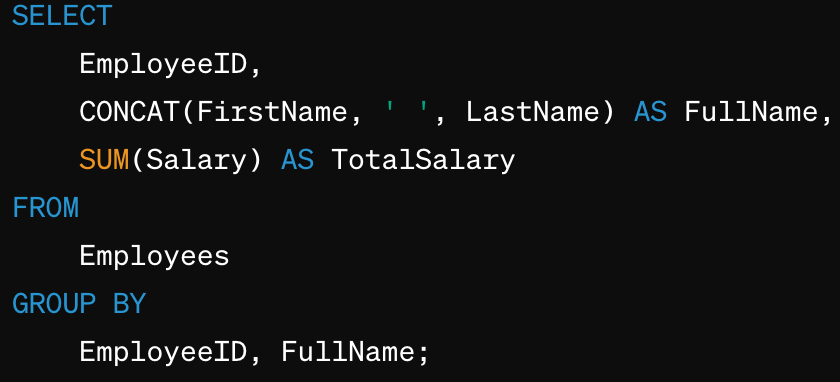 SELECT
EmployeeID,
CONCAT(FirstName, ' ', LastName) AS FullName,
SUM(Salary) AS TotalSalary
FROM
Employees
GROUP BY
EmployeeID, FullName;